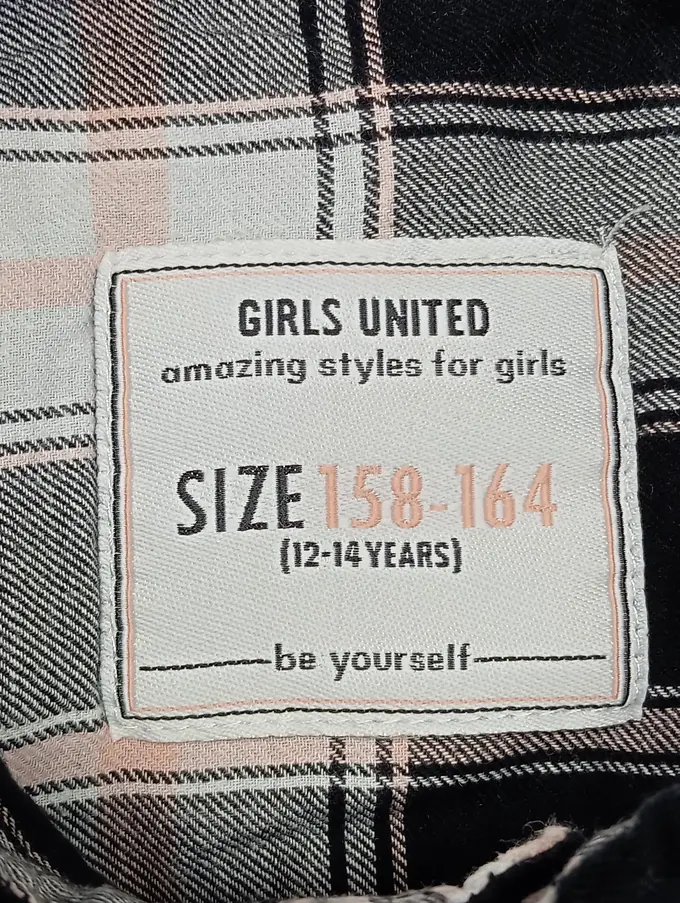 GIRLS UNITED
amazing styles for girls
SIZE 158-164
(12-14 YEARS)
be yourself